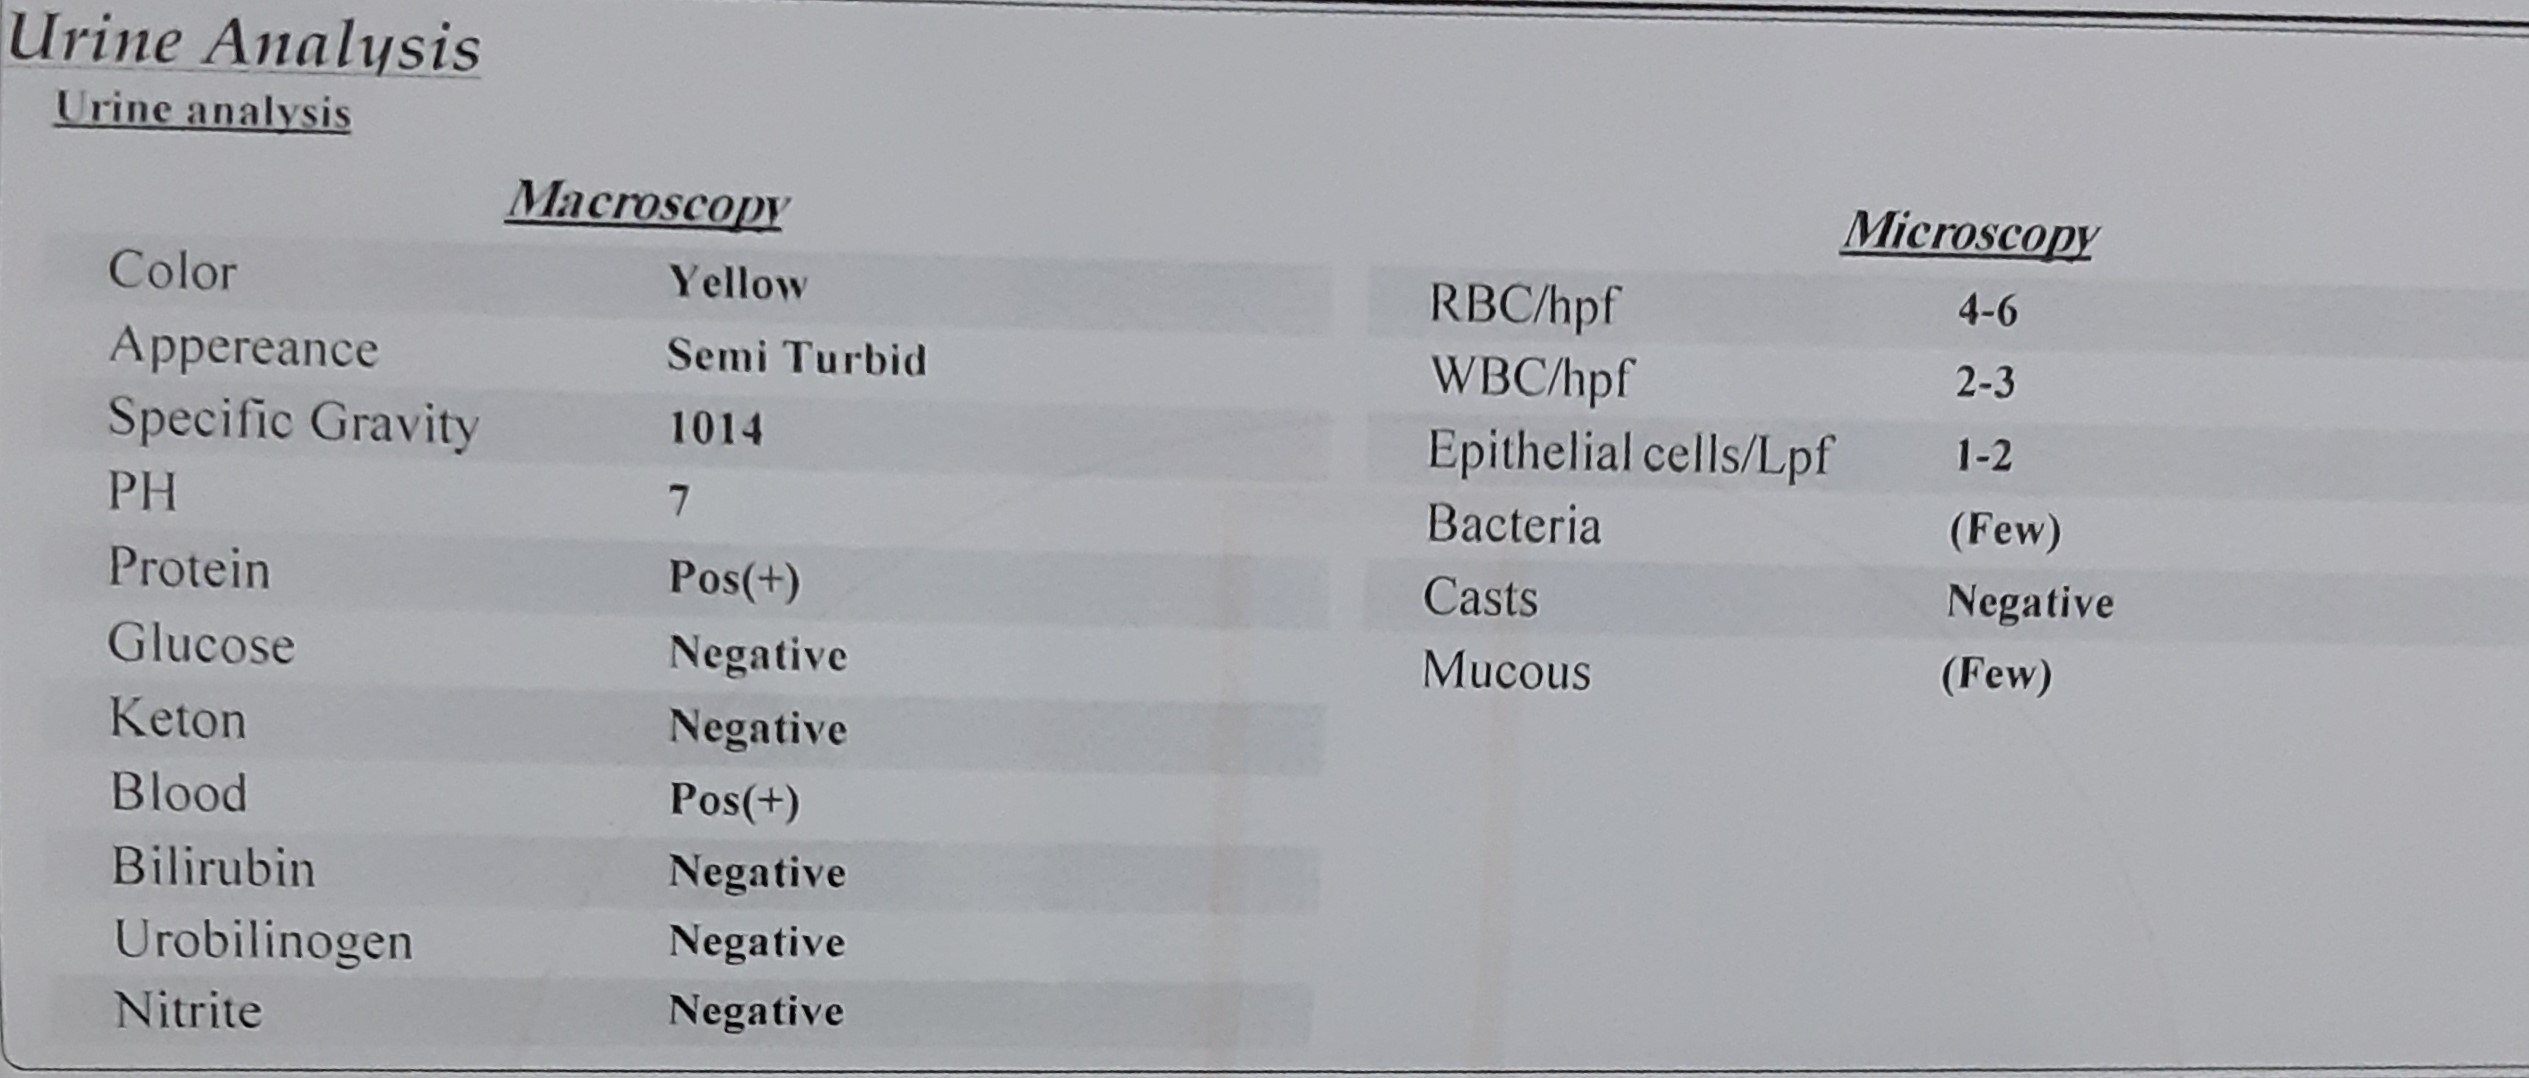 Urine Analysis
Urine analysis
Macroscopy
Color Yellow
Appereance Semi Turbid
Specific Gravity 1014
PH 7
Protein Pos(+)
Glucose Negative
Keton Negative
Blood Pos(+)
Bilirubin Negative
Urobilinogen Negative
Nitrite Negative
Microscopy
RBC/hpf 4-6
WBC/hpf 2-3
Epithelial cells/Lpf 1-2
Bacteria (Few)
Casts Negative
Mucous (Few)